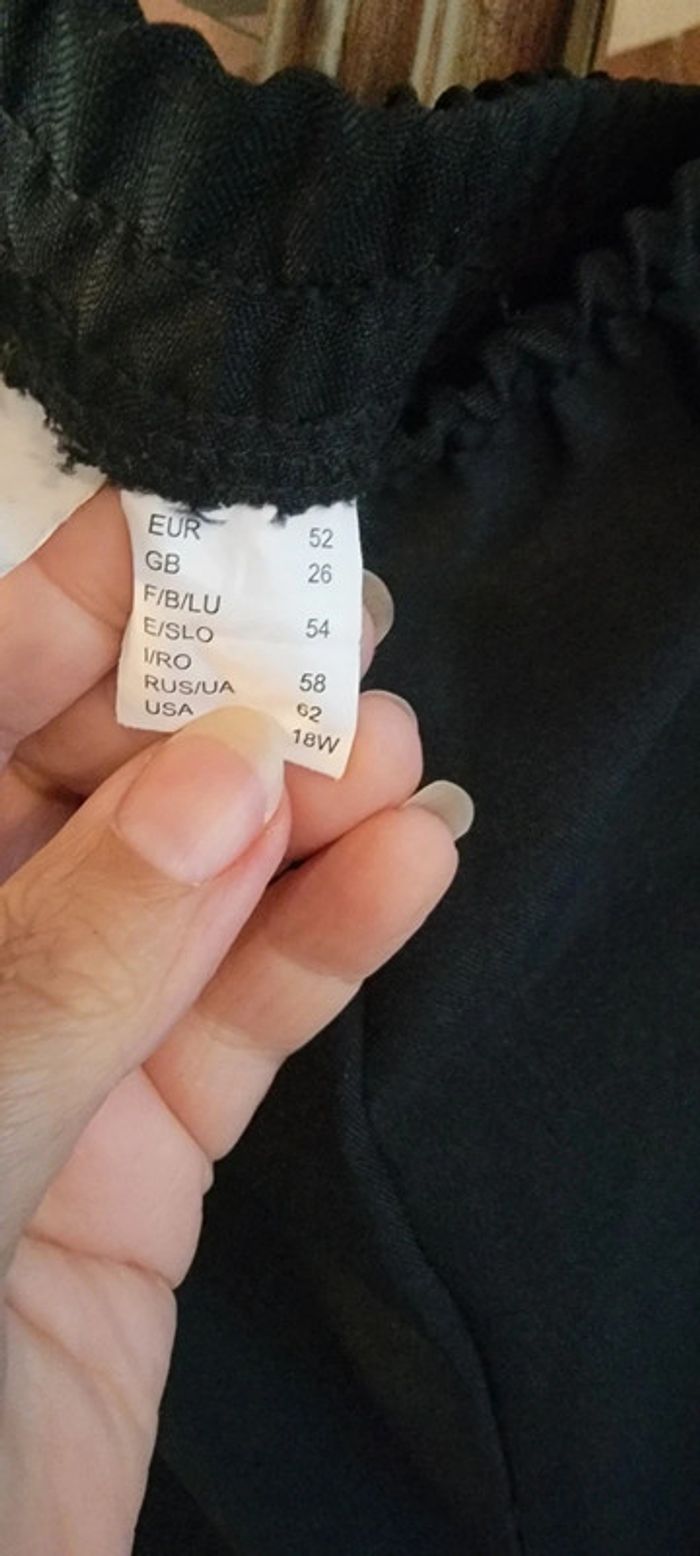 EUR 52
GB 26
F/B/LU
E/SLO 54
I/RO
RUS/UA 58
USA 62
18W